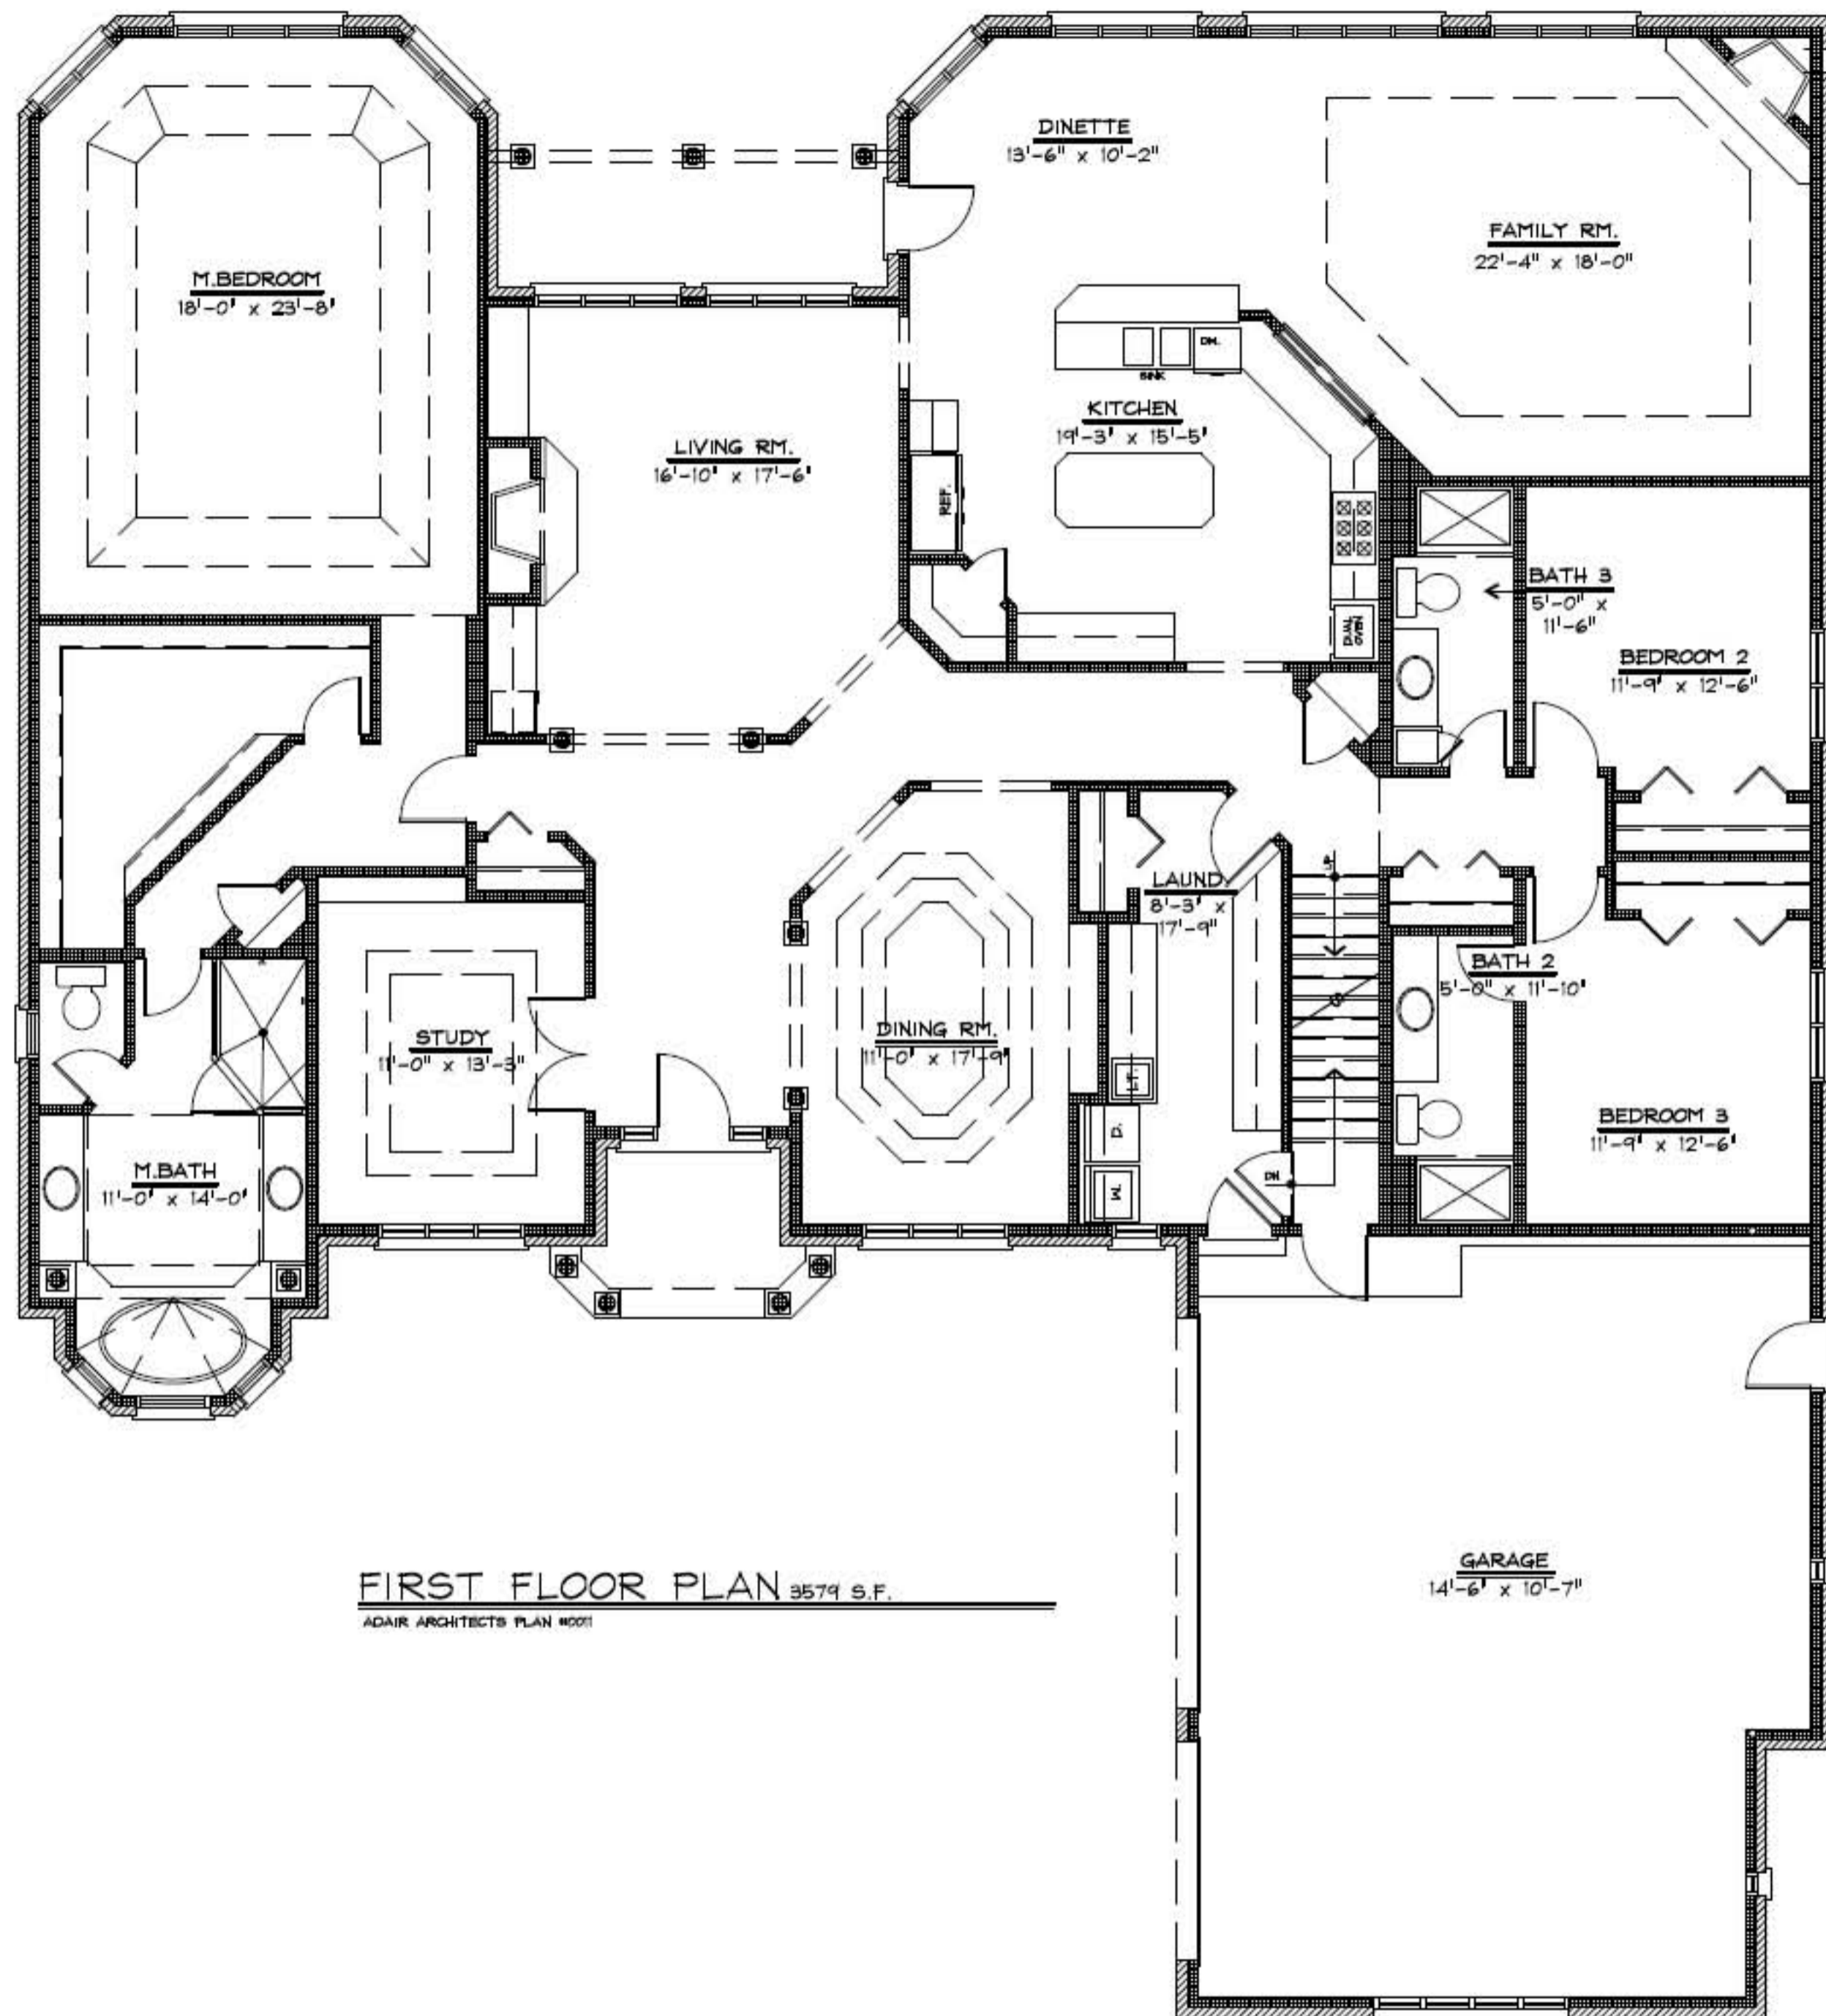 DINETTE
13'-6" x 10'-2"
FAMILY RM.
22'-4" x 18'-0"
M.BEDROOM
18'-0" x 23'-8"
DW.
SINK
KITCHEN
19'-3" x 15'-5"
LIVING RM.
16'-10" x 17'-6"
REF.
BATH 3
5'-0" x
11'-6"
DUAL
OVEN
BEDROOM 2
11'-9" x 12'-6"
LAUND.
8'-3" x
17'-9"
BATH 2
5'-0" x 11'-10"
STUDY
11'-0" x 13'-3"
DINING RM.
11'-0" x 17'-9"
L.T.
D.
W.
DN
BEDROOM 3
11'-9" x 12'-6"
M.BATH
11'-0" x 14'-0"
GARAGE
14'-6" x 10'-7"
FIRST FLOOR PLAN 3579 S.F.
ADAIR ARCHITECTS PLAN